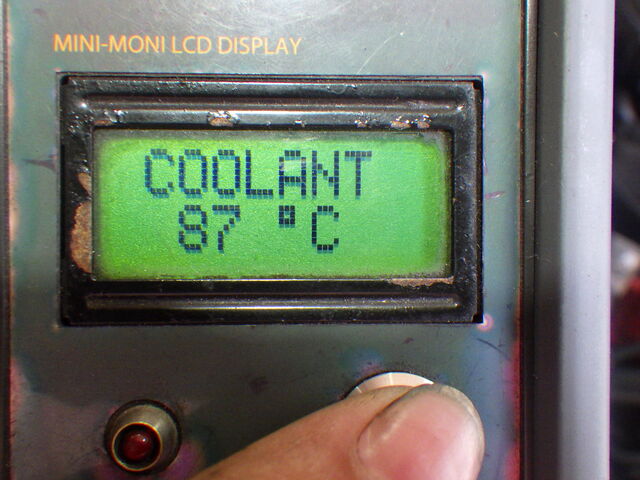 MINI-MONI LCD DISPLAY
COOLANT
87 °C